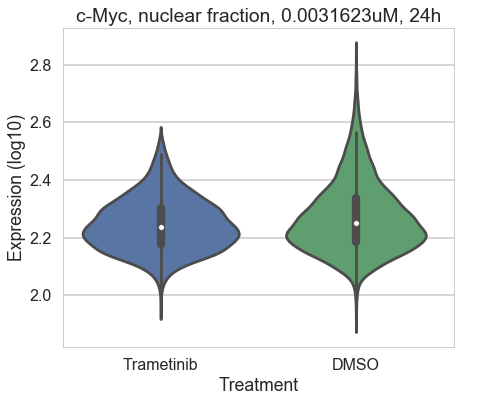 c-Myc, nuclear fraction, 0.0031623uM, 24h
Expression (log10)
2.8
2.6
2.4
2.2
2.0
Trametinib
DMSO
Treatment